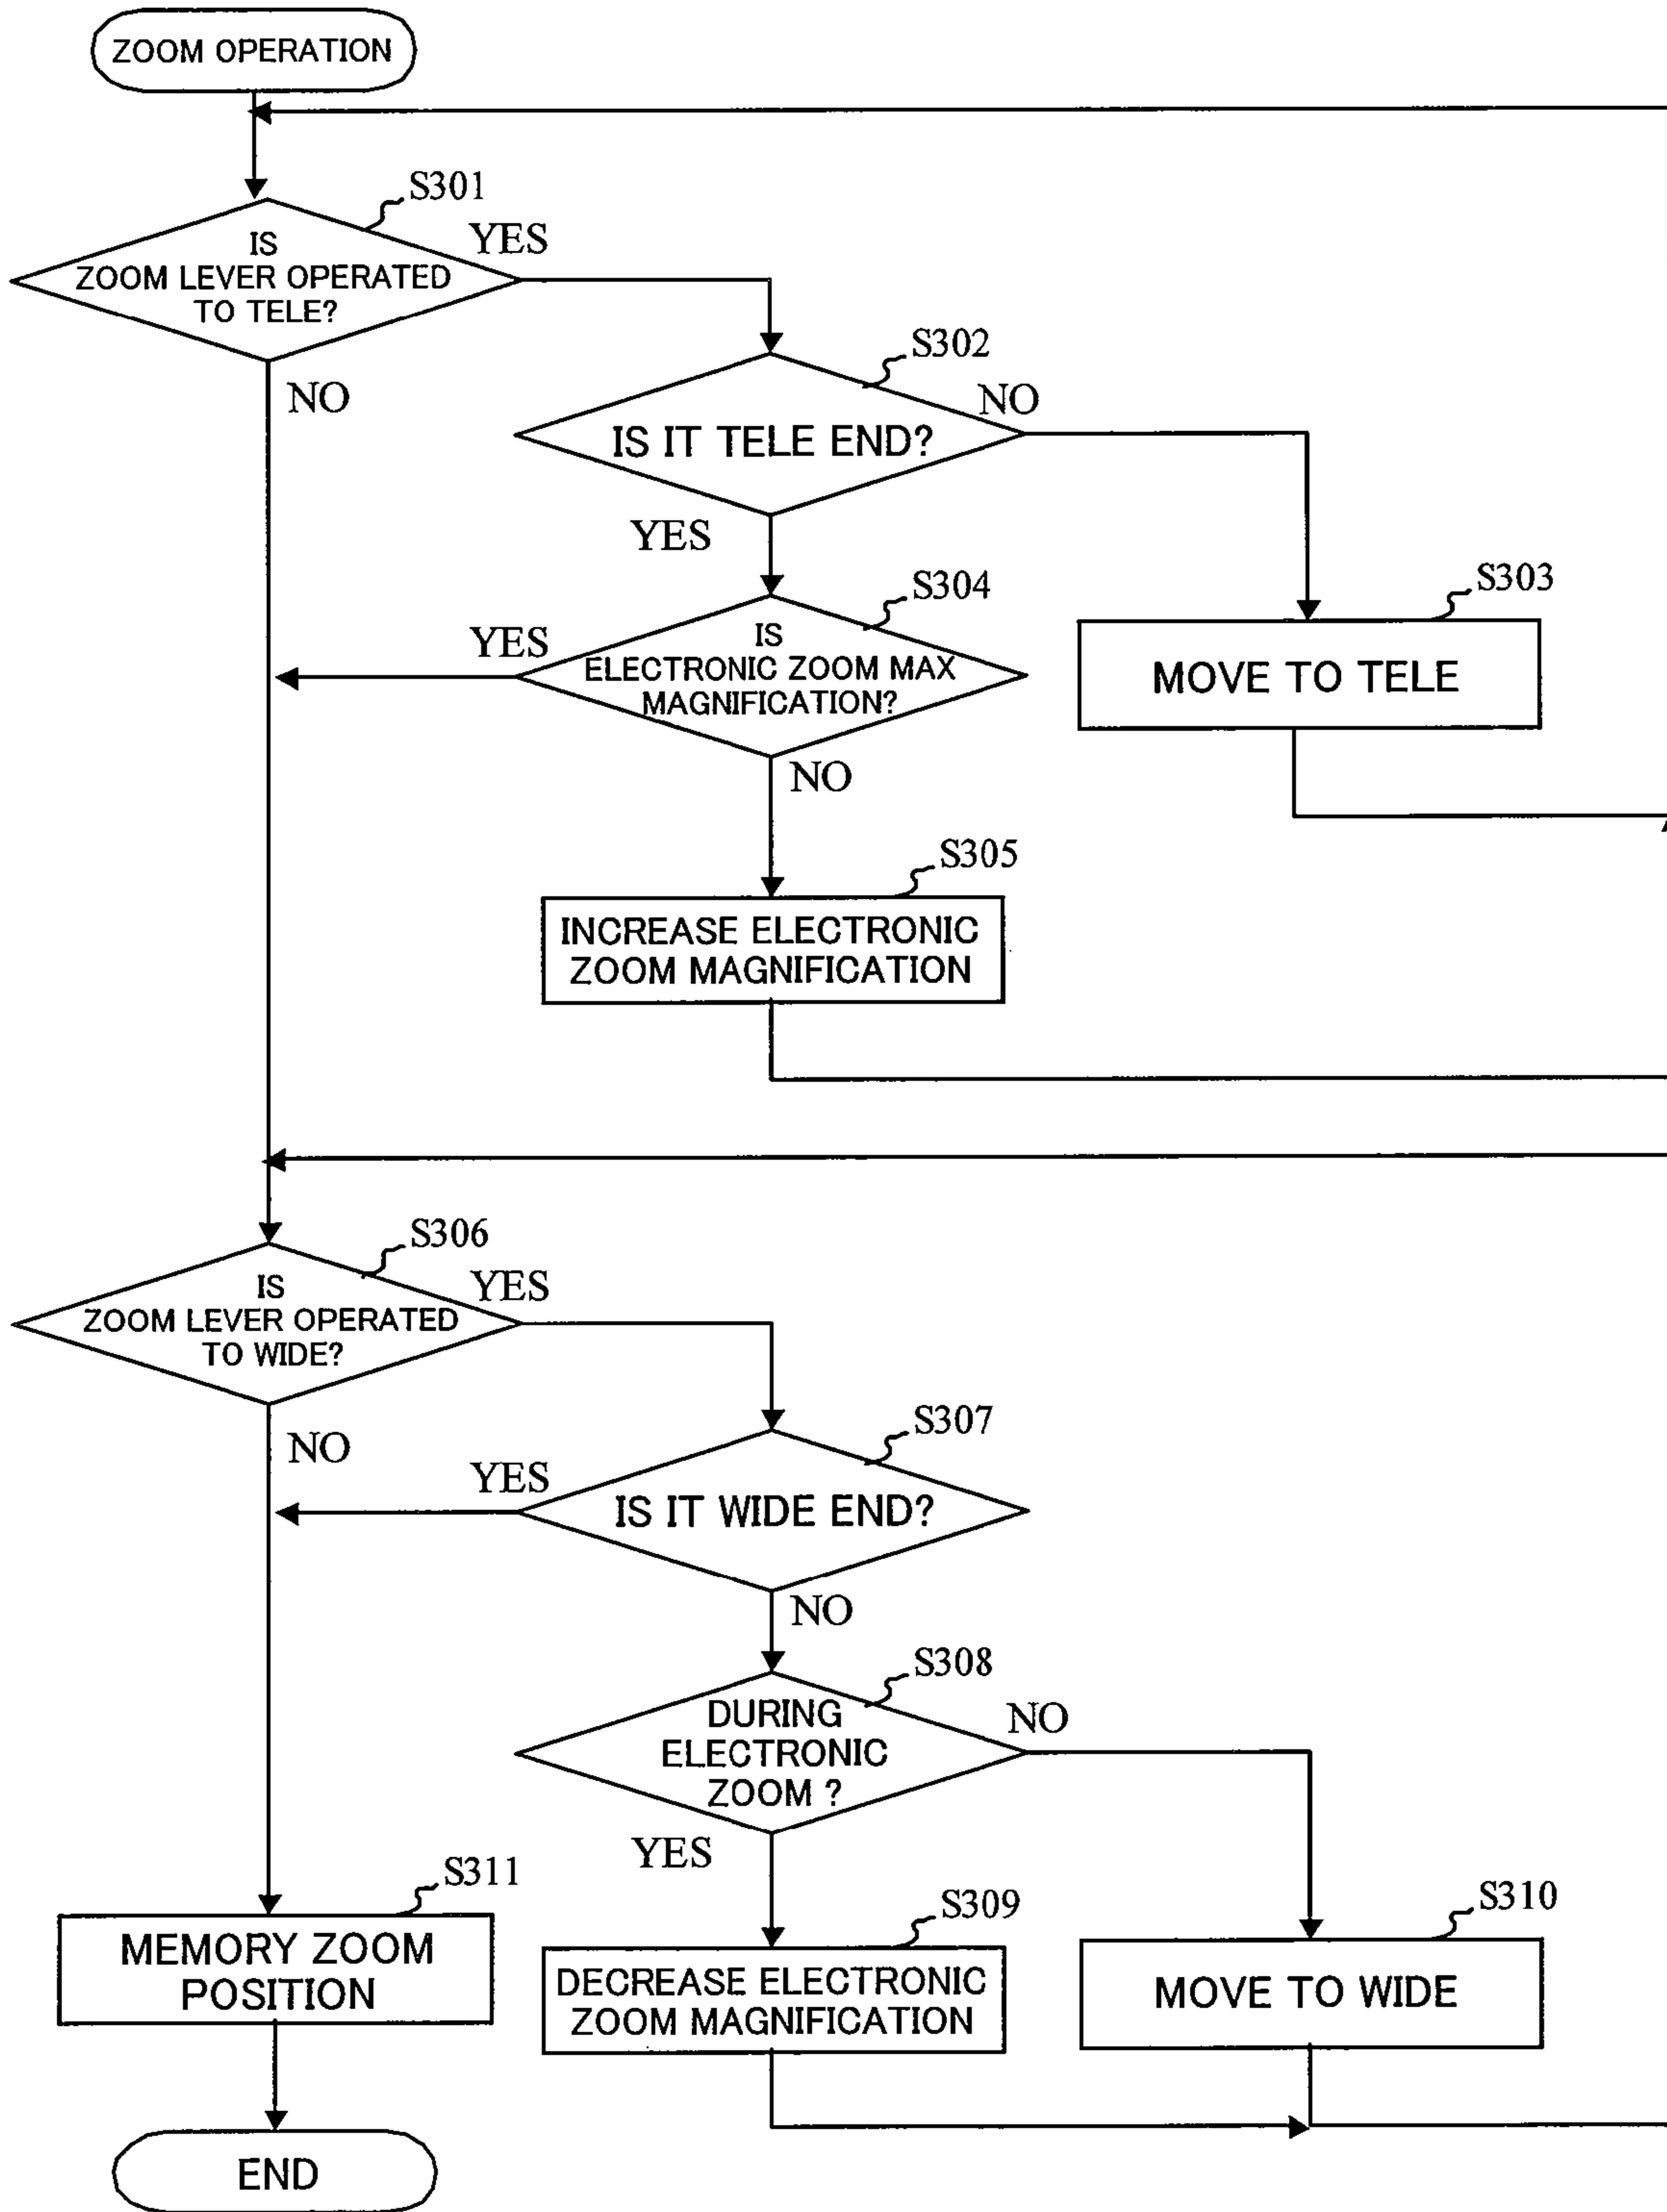 ZOOM OPERATION
S301
IS
ZOOM LEVER OPERATED
TO TELE?
YES
NO
S302
IS IT TELE END?
NO
YES
S303
MOVE TO TELE
S304
IS
ELECTRONIC ZOOM MAX
MAGNIFICATION?
YES
NO
S305
INCREASE ELECTRONIC
ZOOM MAGNIFICATION
S306
IS
ZOOM LEVER OPERATED
TO WIDE?
YES
NO
S307
IS IT WIDE END?
YES
NO
S308
DURING
ELECTRONIC
ZOOM ?
NO
YES
S309
DECREASE ELECTRONIC
ZOOM MAGNIFICATION
S310
MOVE TO WIDE
S311
MEMORY ZOOM
POSITION
END